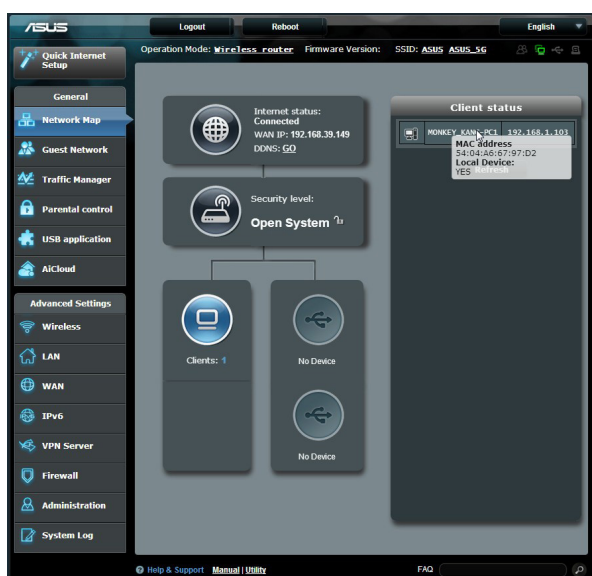 ASUS
Logout
Reboot
English
Operation Mode: Wireless router Firmware Version: SSID: ASUS ASUS_5G
Quick Internet
Setup
General
Network Map
Guest Network
Traffic Manager
Parental control
USB application
AiCloud
Advanced Settings
Wireless
LAN
WAN
IPv6
VPN Server
Firewall
Administration
System Log
Internet status:
Connected
WAN IP: 192.168.39.149
DDNS: GO
Security level:
Open System
Clients: 1
No Device
No Device
Client status
MONKEY 192.168.1.103
MAC address
54:04:A6:67:97:D2
Local Device:
YES
Refresh
Help & Support Manual | Utility
FAQ